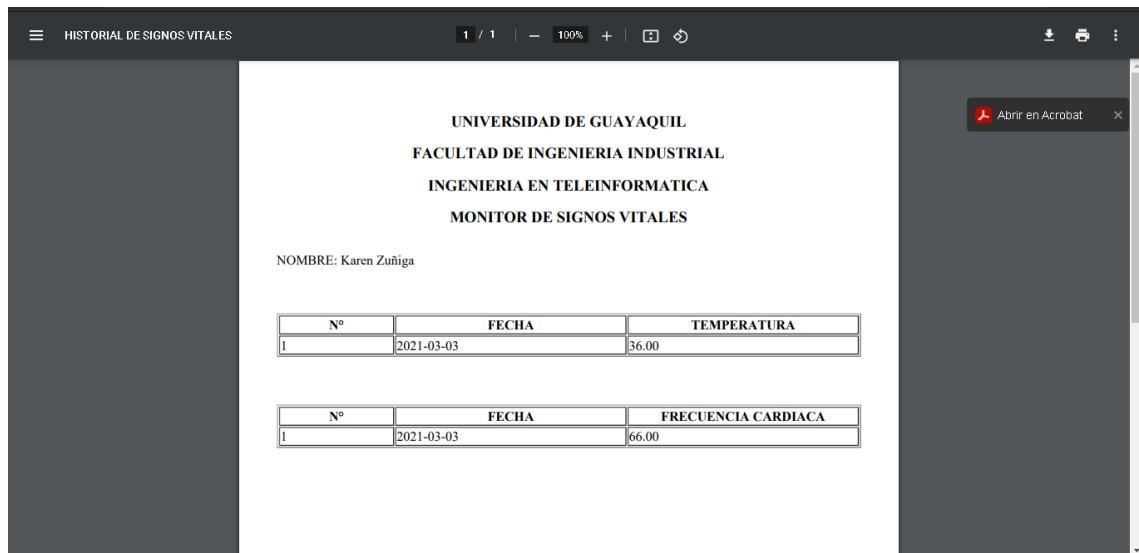 HISTORIAL DE SIGNOS VITALES
1 / 1 | — 100% + |
Abrir en Acrobat ×
UNIVERSIDAD DE GUAYAQUIL
FACULTAD DE INGENIERIA INDUSTRIAL
INGENIERIA EN TELEINFORMATICA
MONITOR DE SIGNOS VITALES
NOMBRE: Karen Zuñiga
N° FECHA TEMPERATURA
1 2021-03-03 36.00
N° FECHA FRECUENCIA CARDIACA
1 2021-03-03 66.00